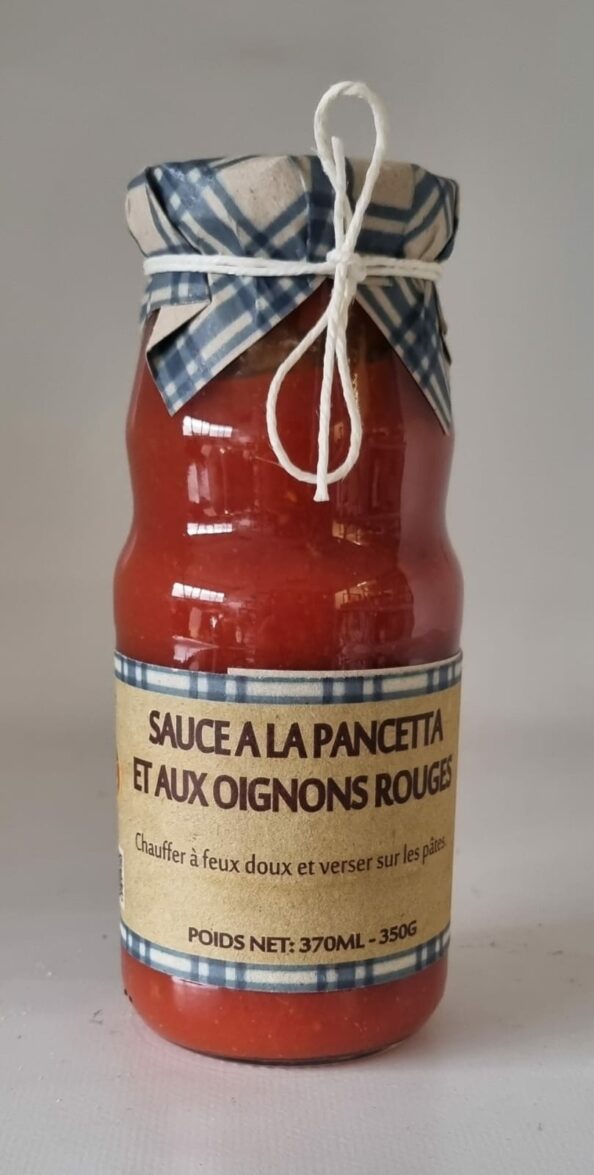 SAUCE A LA PANCETTA
ET AUX OIGNONS ROUGES
Chauffer à feux doux et verser sur les pâtes.
POIDS NET: 370ML - 350G